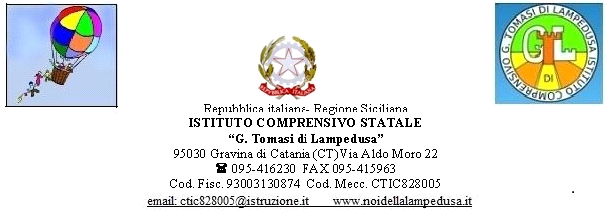 REPVBBLICA ITALIANA
ISTITUTO COMPRENSIVO G. TOMASI DI LAMPEDUSA
GL
DI
Repubblica italiana- Regione Siciliana
ISTITUTO COMPRENSIVO STATALE
“G. Tomasi di Lampedusa”
95030 Gravina di Catania (CT)Via Aldo Moro 22
☎ 095-416230 FAX 095-415963
Cod. Fisc. 93003130874 Cod. Mecc. CTIC828005
email: ctic828005@istruzione.it www.noidellalampedusa.it